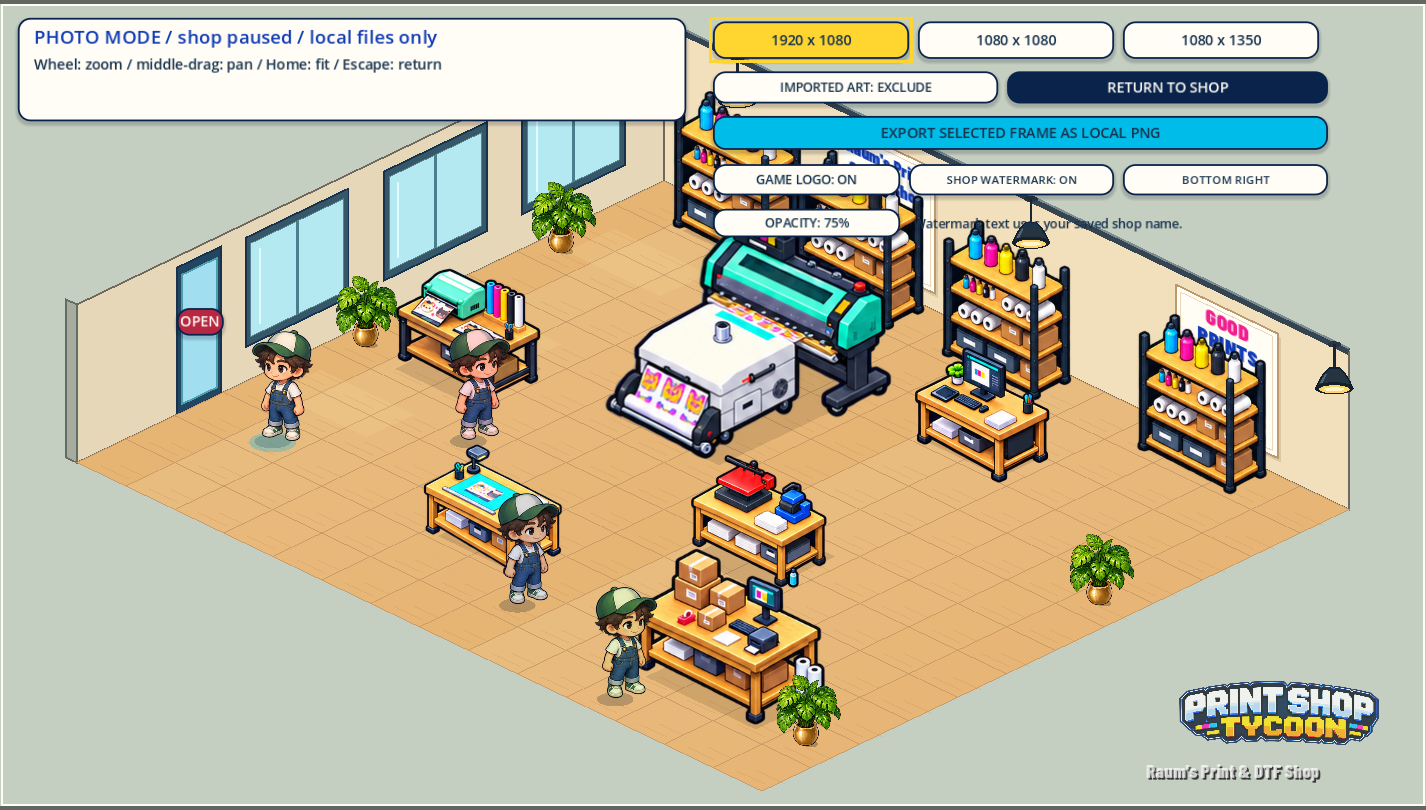 PHOTO MODE / shop paused / local files only
Wheel: zoom / middle-drag: pan / Home: fit / Escape: return
1920 x 1080
1080 x 1080
1080 x 1350
IMPORTED ART: EXCLUDE
RETURN TO SHOP
EXPORT SELECTED FRAME AS LOCAL PNG
GAME LOGO: ON
SHOP WATERMARK: ON
BOTTOM RIGHT
OPACITY: 75%
Watermark text uses your saved shop name.
OPEN
GOOD
PRINTS
PRINT SHOP
TYCOON
Raum's Print & DTF Shop